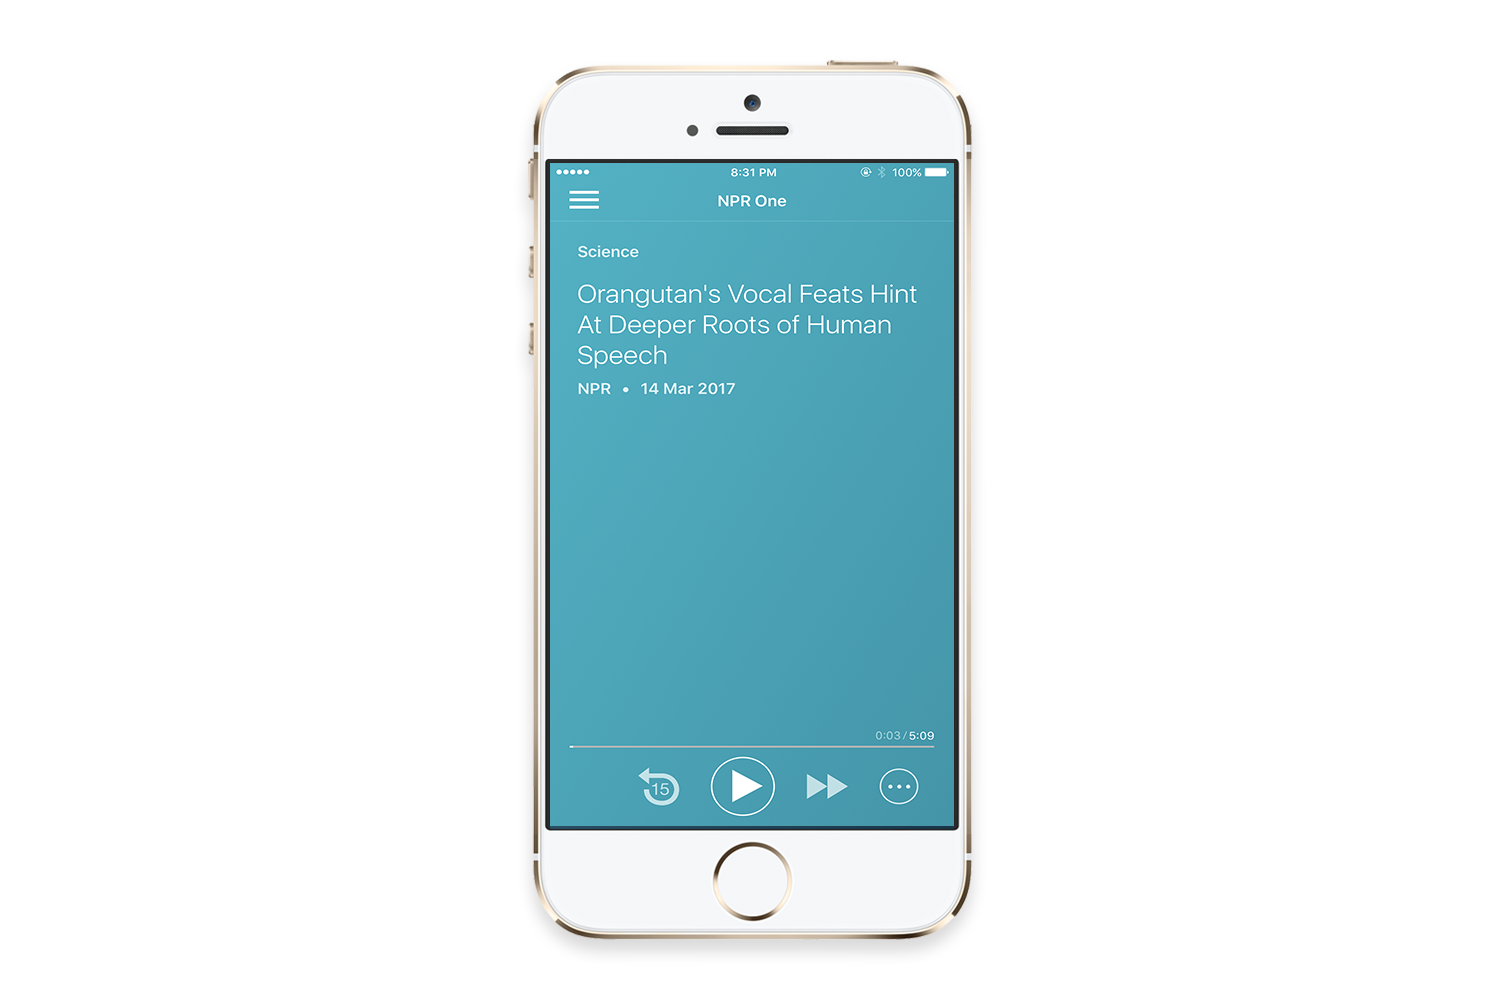 8:31 PM
100%
NPR One
Science
Orangutan's Vocal Feats Hint
At Deeper Roots of Human
Speech
NPR • 14 Mar 2017
0:03/5:09
15